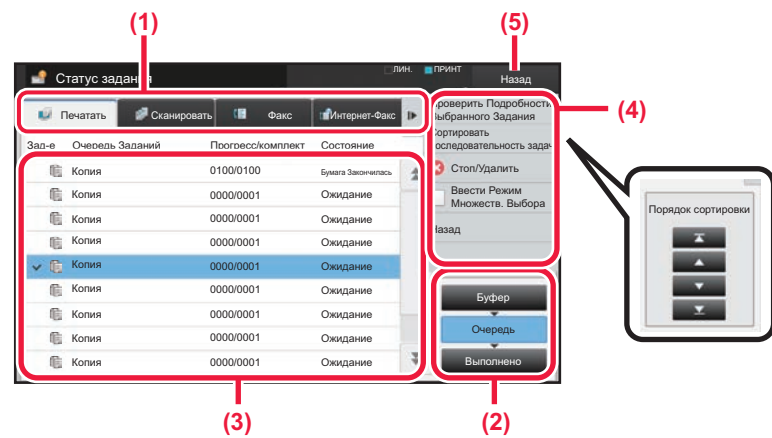 (1)
(5)
Статус задания
ЛИН.
ПРИНТ
Назад
Печатать
Сканировать
Факс
Интернет-Факс
Проверить Подробности
Выбранного Задания
(4)
Сортировать
последовательность задач
Стоп/Удалить
Ввести Режим
Множеств. Выбора
Назад
Зад-е Очередь Заданий Прогресс/комплект Состояние
Копия 0100/0100 Бумага Закончилась
Копия 0000/0001 Ожидание
Копия 0000/0001 Ожидание
Копия 0000/0001 Ожидание
Копия 0000/0001 Ожидание
Копия 0000/0001 Ожидание
Копия 0000/0001 Ожидание
Копия 0000/0001 Ожидание
Копия 0000/0001 Ожидание
Буфер
Очередь
Выполнено
Порядок сортировки
(3)
(2)